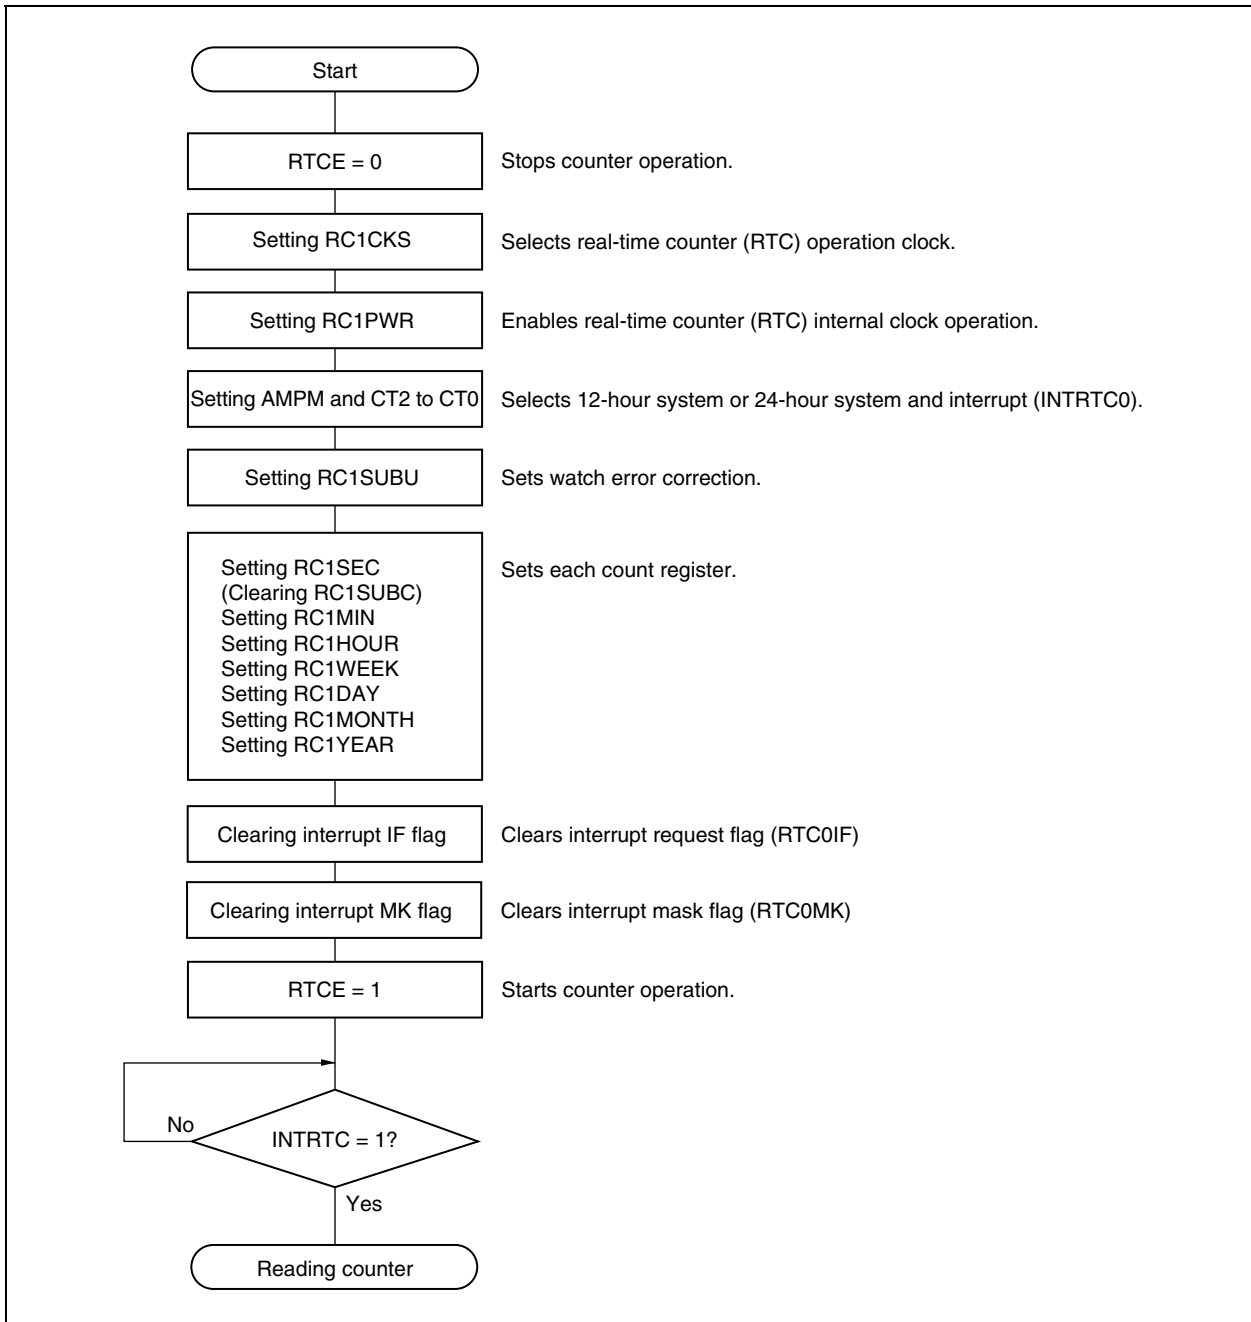 Start
RTCE = 0
Stops counter operation.
Setting RC1CKS
Selects real-time counter (RTC) operation clock.
Setting RC1PWR
Enables real-time counter (RTC) internal clock operation.
Setting AMPM and CT2 to CT0
Selects 12-hour system or 24-hour system and interrupt (INTRTC0).
Setting RC1SUBU
Sets watch error correction.
Setting RC1SEC
(Clearing RC1SUBC)
Setting RC1MIN
Setting RC1HOUR
Setting RC1WEEK
Setting RC1DAY
Setting RC1MONTH
Setting RC1YEAR
Sets each count register.
Clearing interrupt IF flag
Clears interrupt request flag (RTC0IF)
Clearing interrupt MK flag
Clears interrupt mask flag (RTC0MK)
RTCE = 1
Starts counter operation.
No
INTRTC = 1?
Yes
Reading counter